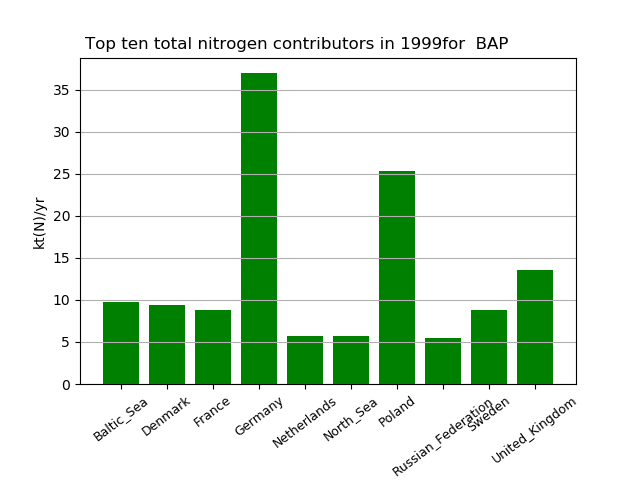 Top ten total nitrogen contributors in 1999for  BAP
kt(N)/yr
35
30
25
20
15
10
5
0
Baltic_Sea
Denmark
France
Germany
Netherlands
North_Sea
Poland
Russian_Federation
Sweden
United_Kingdom